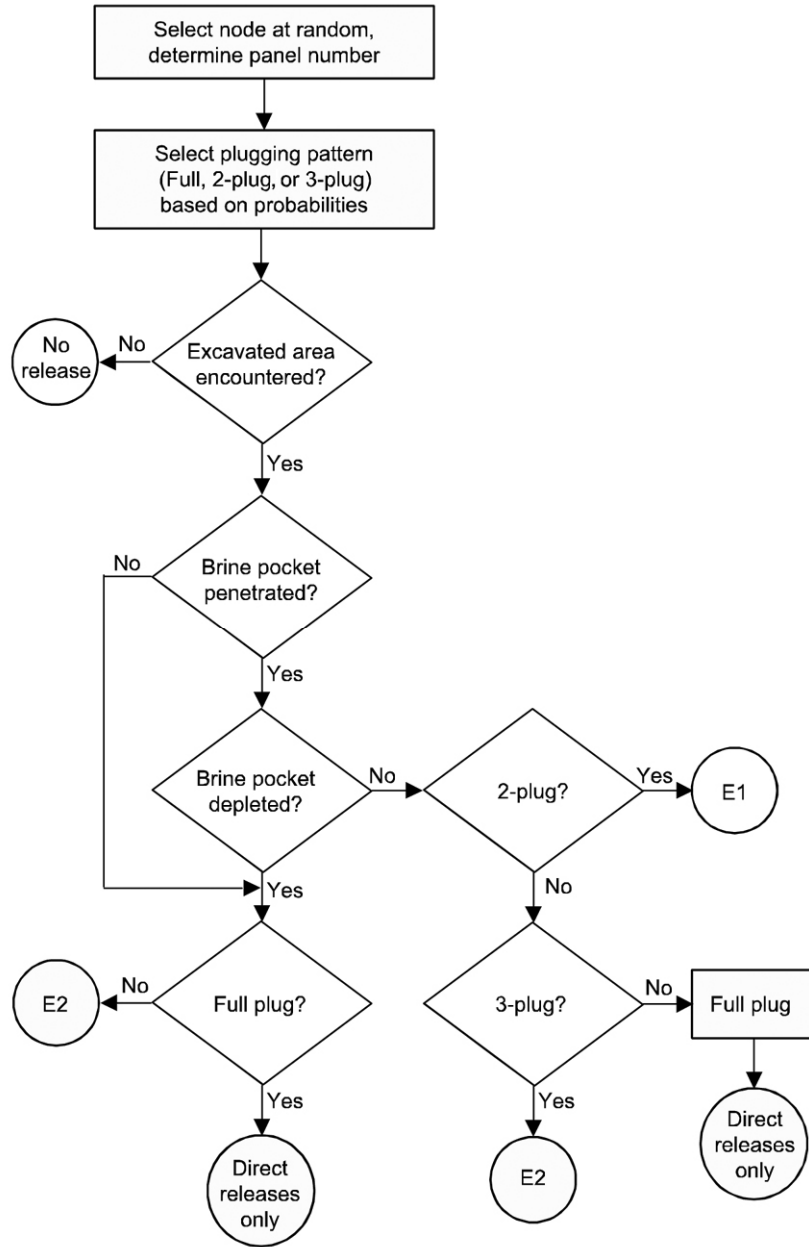 Select node at random,
determine panel number
Select plugging pattern
(Full, 2-plug, or 3-plug)
based on probabilities
No
release
No
Excavated area
encountered?
Yes
No
Brine pocket
penetrated?
Yes
Brine pocket
depleted?
No
2-plug?
Yes
E1
Yes
No
E2
No
Full plug?
3-plug?
No
Full plug
Yes
Yes
Direct
releases
only
E2
Direct
releases
only